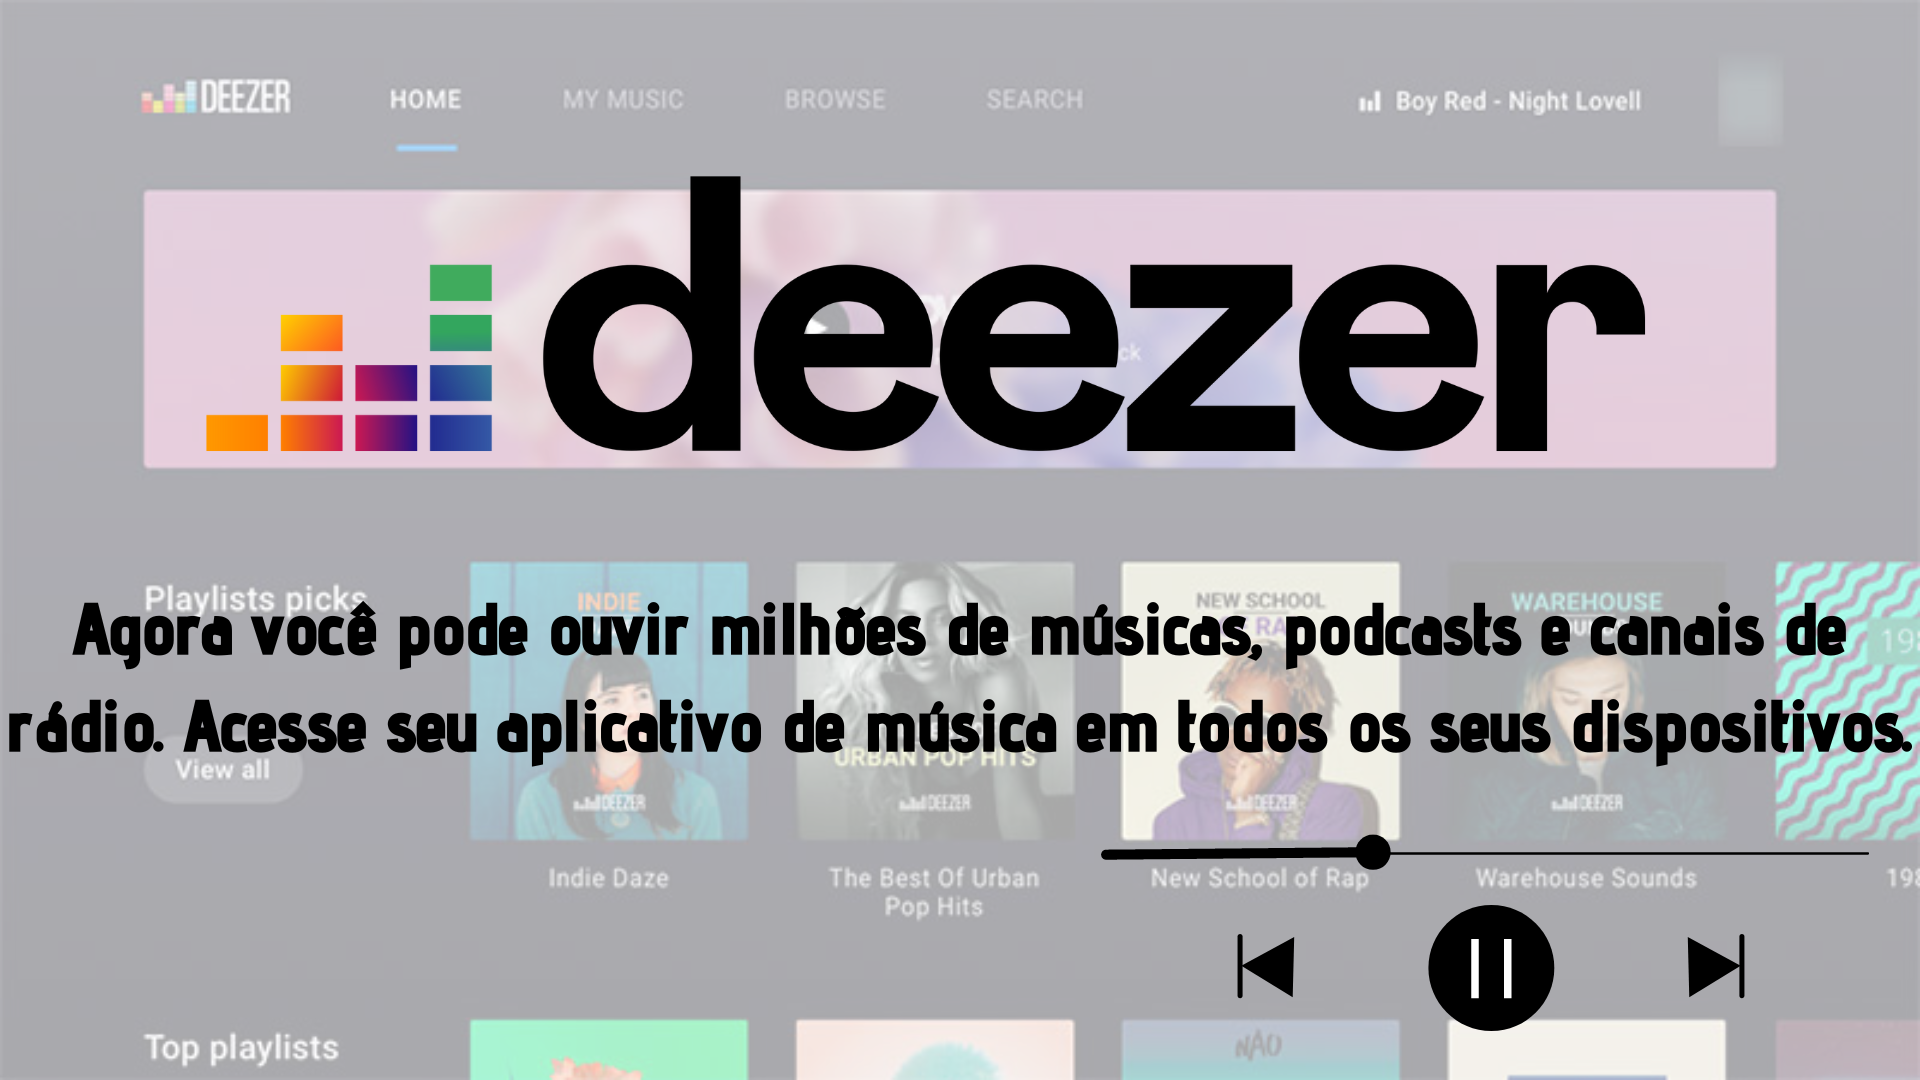 DEEZER HOME MY MUSIC BROWSE SEARCH Boy Red - Night Lovell
deezer
ck
Playlists picks
INDIE
NEW SCHOOL
WAREHOUSE
Agora você pode ouvir milhões de músicas, podcasts e canais de
rádio. Acesse seu aplicativo de música em todos os seus dispositivos.
View all
URBAN POP HITS
DEEZER DEEZER DEEZER DEEZER
Indie Daze
The Best Of Urban
Pop Hits
New School of Rap
Warehouse Sounds
198
Top playlists
NAO